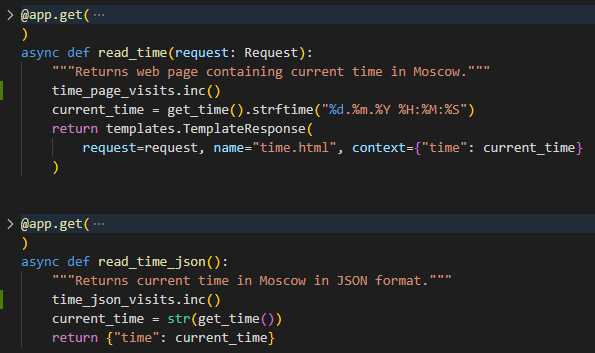 @app.get( ···
)
async def read_time(request: Request):
    """Returns web page containing current time in Moscow."""
    time_page_visits.inc()
    current_time = get_time().strftime("%d.%m.%Y %H:%M:%S")
    return templates.TemplateResponse(
        request=request, name="time.html", context={"time": current_time}
    )
@app.get( ···
)
async def read_time_json():
    """Returns current time in Moscow in JSON format."""
    time_json_visits.inc()
    current_time = str(get_time())
    return {"time": current_time}